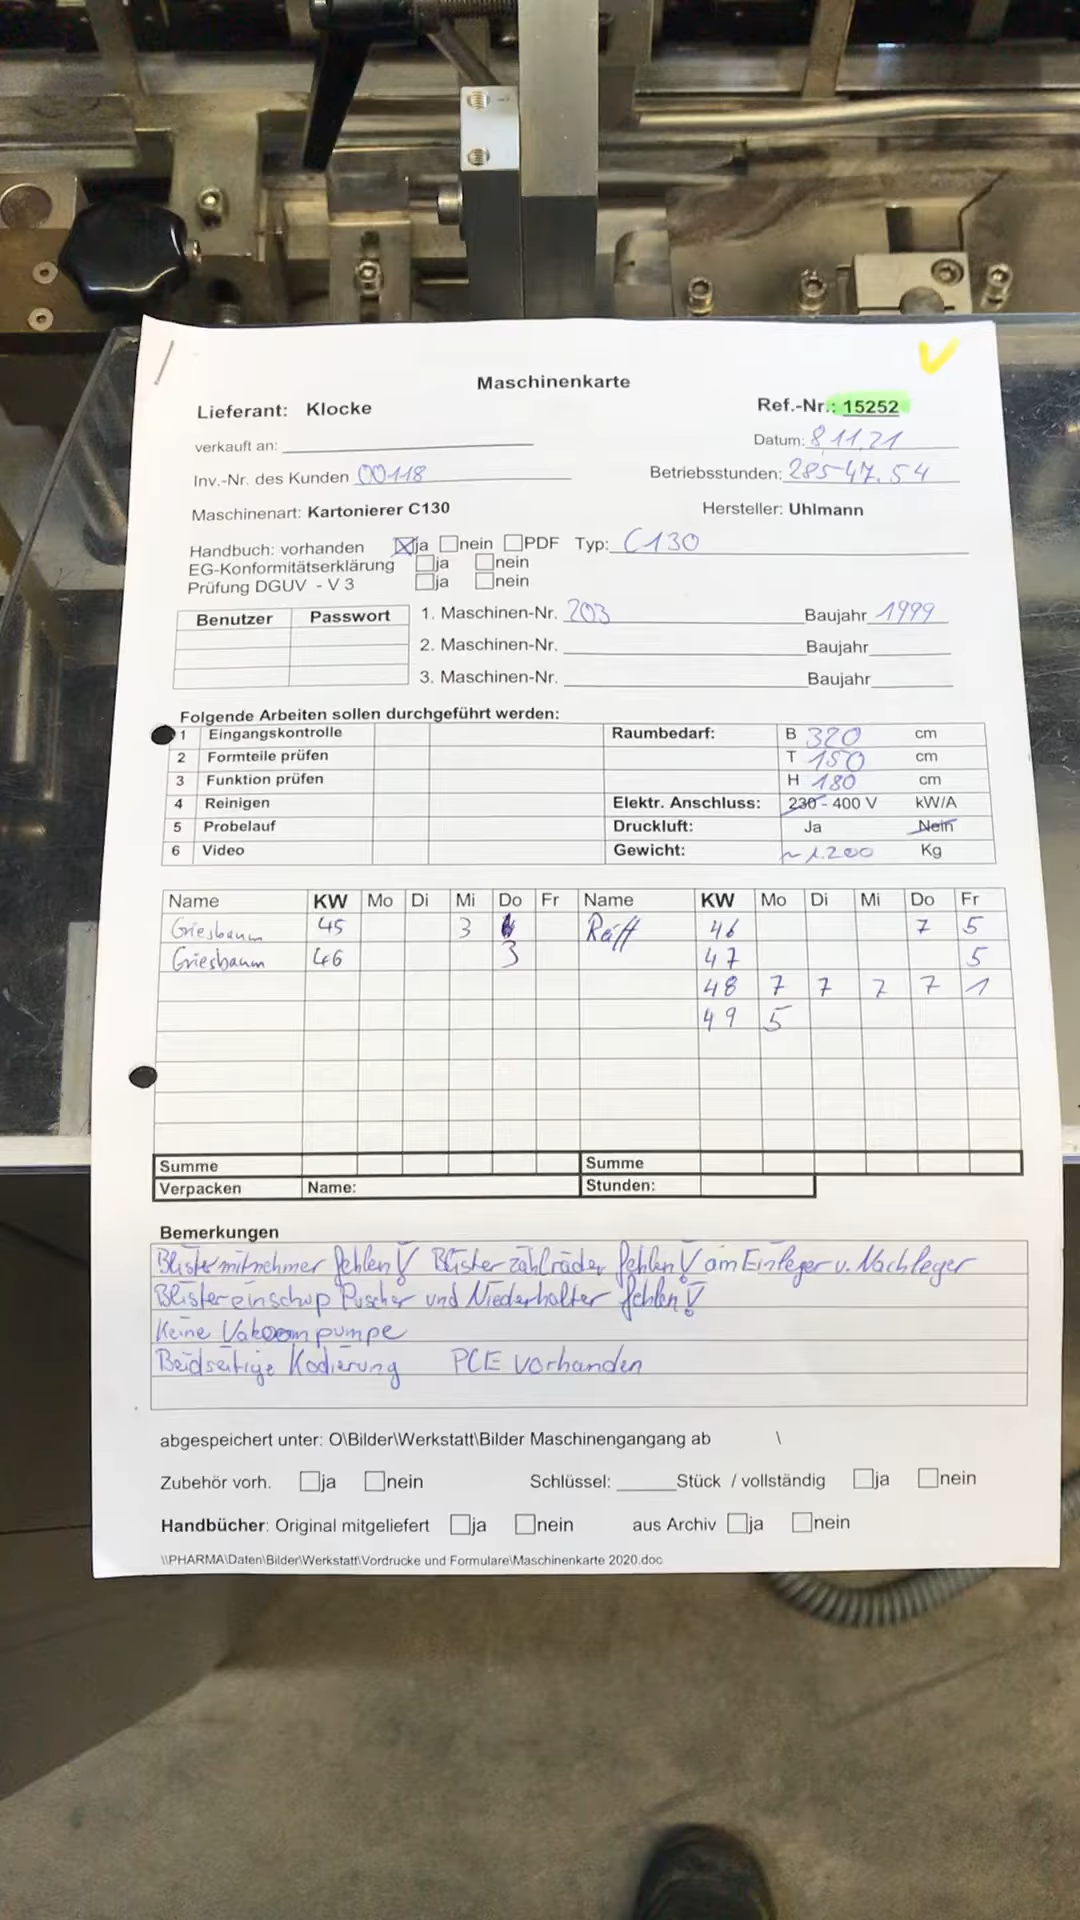 Maschinenkarte
Lieferant: Klocke
Ref.-Nr.: 15252
verkauft an:
Datum: 8.11.21
Inv.-Nr. des Kunden 00118
Betriebsstunden: 28547.54
Maschinenart: Kartonierer C130
Hersteller: Uhlmann
Handbuch: vorhanden ja nein PDF Typ: C130
EG-Konformitätserklärung ja nein
Prüfung DGUV - V 3 ja nein
Benutzer Passwort
1. Maschinen-Nr. 203 Baujahr 1999
2. Maschinen-Nr. Baujahr
3. Maschinen-Nr. Baujahr
Folgende Arbeiten sollen durchgeführt werden:
1 Eingangskontrolle Raumbedarf: B 320 cm
2 Formteile prüfen T 150 cm
3 Funktion prüfen H 180 cm
4 Reinigen Elektr. Anschluss: 230 - 400 V kW/A
5 Probelauf Druckluft: Ja Nein
6 Video Gewicht: ~ 1.200 Kg
Name KW Mo Di Mi Do Fr Name KW Mo Di Mi Do Fr
Griesbaum 45 3 Reiff 46 7 5
Griesbaum 46 3 47 5
48 7 7 7 7 1
49 5
Summe Summe
Verpacken Name: Stunden:
Bemerkungen
Blistermitnehmer fehlen! Blisterzählräder fehlen! am Einleger u. Nachleger
Blistereinschup Puscher und Niederhalter fehlen!
Keine Vakoompumpe
Beidseitige Kodierung PCE vorhanden
abgespeichert unter: O\Bilder\Werkstatt\Bilder Maschinengangang ab \
Zubehör vorh. ja nein Schlüssel: Stück / vollständig ja nein
Handbücher: Original mitgeliefert ja nein aus Archiv ja nein
\\PHARMA\Daten\Bilder\Werkstatt\Vordrucke und Formulare\Maschinenkarte 2020.doc